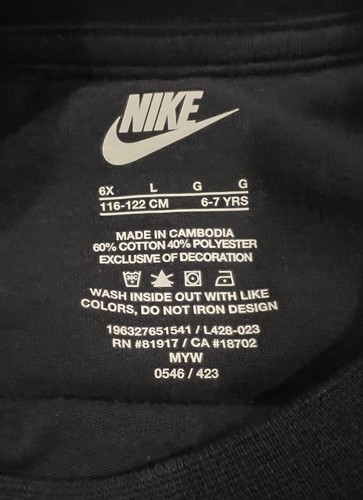 NIKE
6X L G G
116-122 CM 6-7 YRS
MADE IN CAMBODIA
60% COTTON 40% POLYESTER
EXCLUSIVE OF DECORATION
30C
WASH INSIDE OUT WITH LIKE
COLORS, DO NOT IRON DESIGN
196327651541 / L428-023
RN #81917 / CA #18702
MYW
0546 / 423